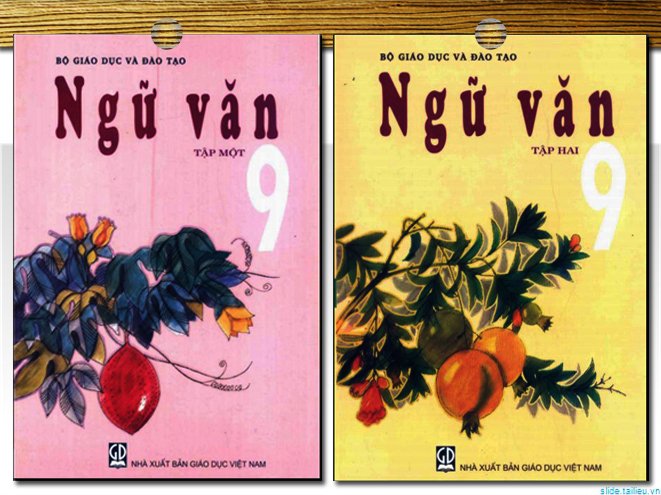 BỘ GIÁO DỤC VÀ ĐÀO TẠO
Ngữ văn
TẬP MỘT
9
GD
NHÀ XUẤT BẢN GIÁO DỤC VIỆT NAM
BỘ GIÁO DỤC VÀ ĐÀO TẠO
Ngữ văn
TẬP HAI
9
GD
NHÀ XUẤT BẢN GIÁO DỤC VIỆT NAM
slide.tailieu.vn